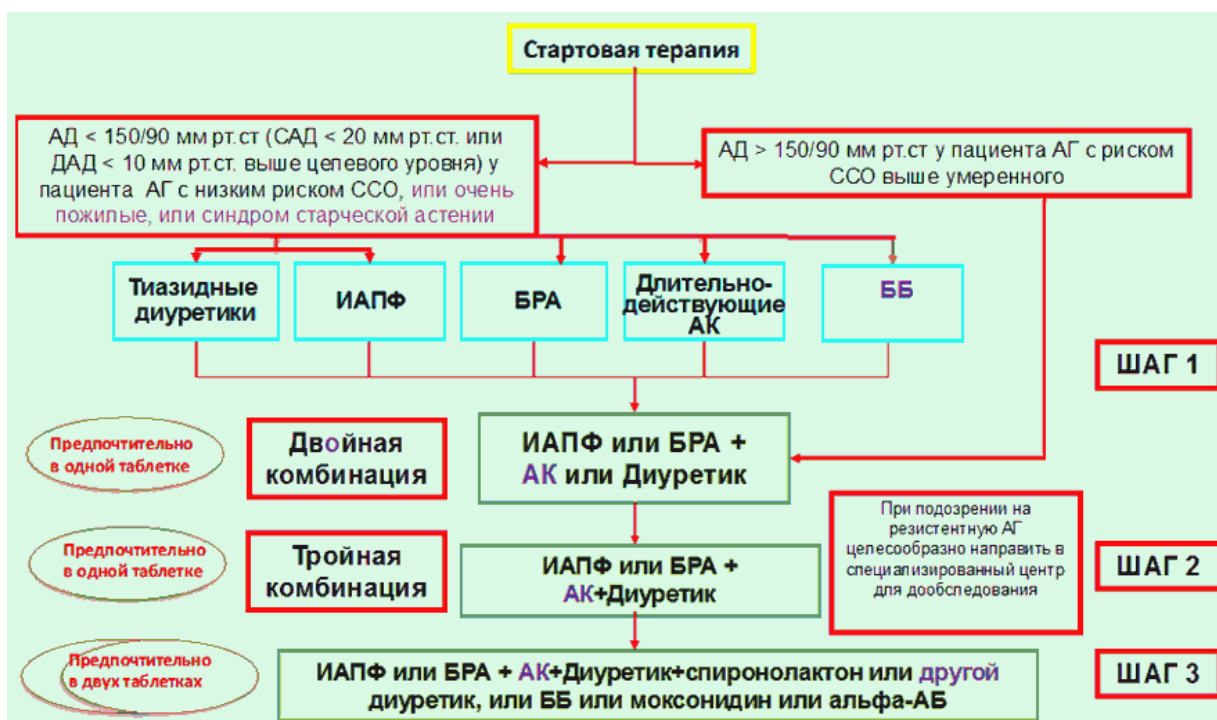 Стартовая терапия
АД < 150/90 мм рт.ст (САД < 20 мм рт.ст. или
ДАД < 10 мм рт.ст. выше целевого уровня) у
пациента АГ с низким риском ССО, или очень
пожилые, или синдром старческой астении
АД > 150/90 мм рт.ст у пациента АГ с риском
ССО выше умеренного
Тиазидные
диуретики
ИАПФ
БРА
Длительно-
действующие
АК
ББ
ШАГ 1
Предпочтительно
в одной таблетке
Двойная
комбинация
ИАПФ или БРА +
АК или Диуретик
При подозрении на
резистентную АГ
целесообразно направить в
специализированный центр
для дообследования
Предпочтительно
в одной таблетке
Тройная
комбинация
ИАПФ или БРА +
АК+Диуретик
ШАГ 2
Предпочтительно
в двух таблетках
ИАПФ или БРА + АК+Диуретик+спиронолактон или другой
диуретик, или ББ или моксонидин или альфа-АБ
ШАГ 3